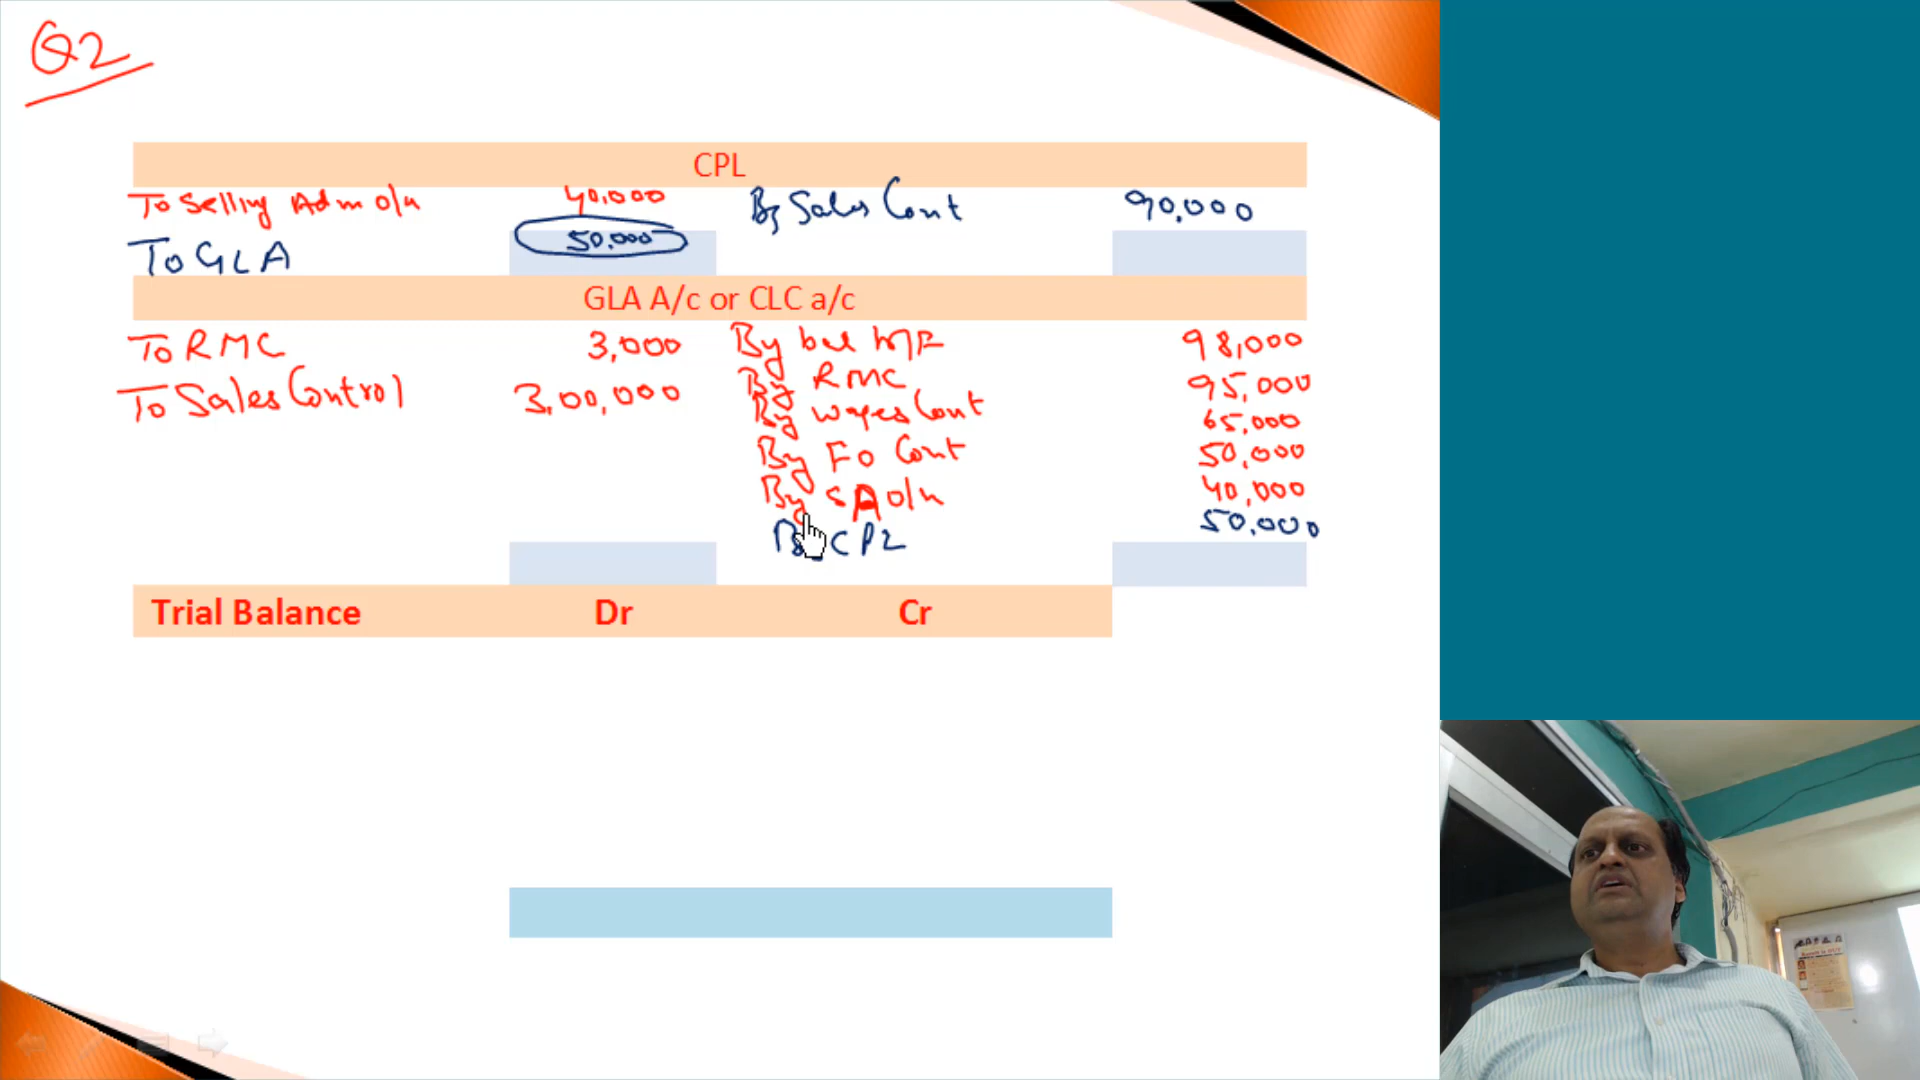 Q2
CPL
To Selling Adm o/h 40,000 By Sales Cont 90,000
To GLA 50,000
GLA A/c or CLC a/c
To RMC 3,000 By bal b/f 98,000
To Sales Control 3,00,000 By RMC 95,000
By wages Cont 65,000
By Fo Cont 50,000
By SA o/h 40,000
CPL 50,000
Trial Balance Dr Cr